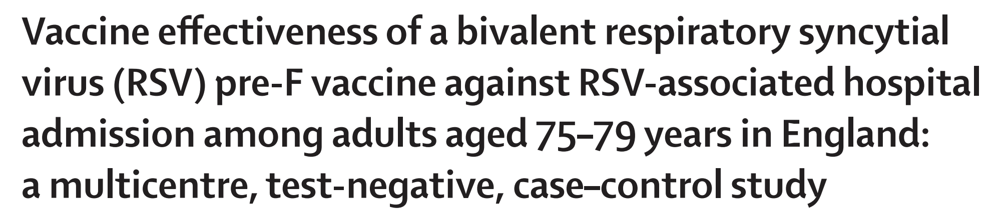 Vaccine effectiveness of a bivalent respiratory syncytial
virus (RSV) pre-F vaccine against RSV-associated hospital
admission among adults aged 75–79 years in England:
a multicentre, test-negative, case–control study